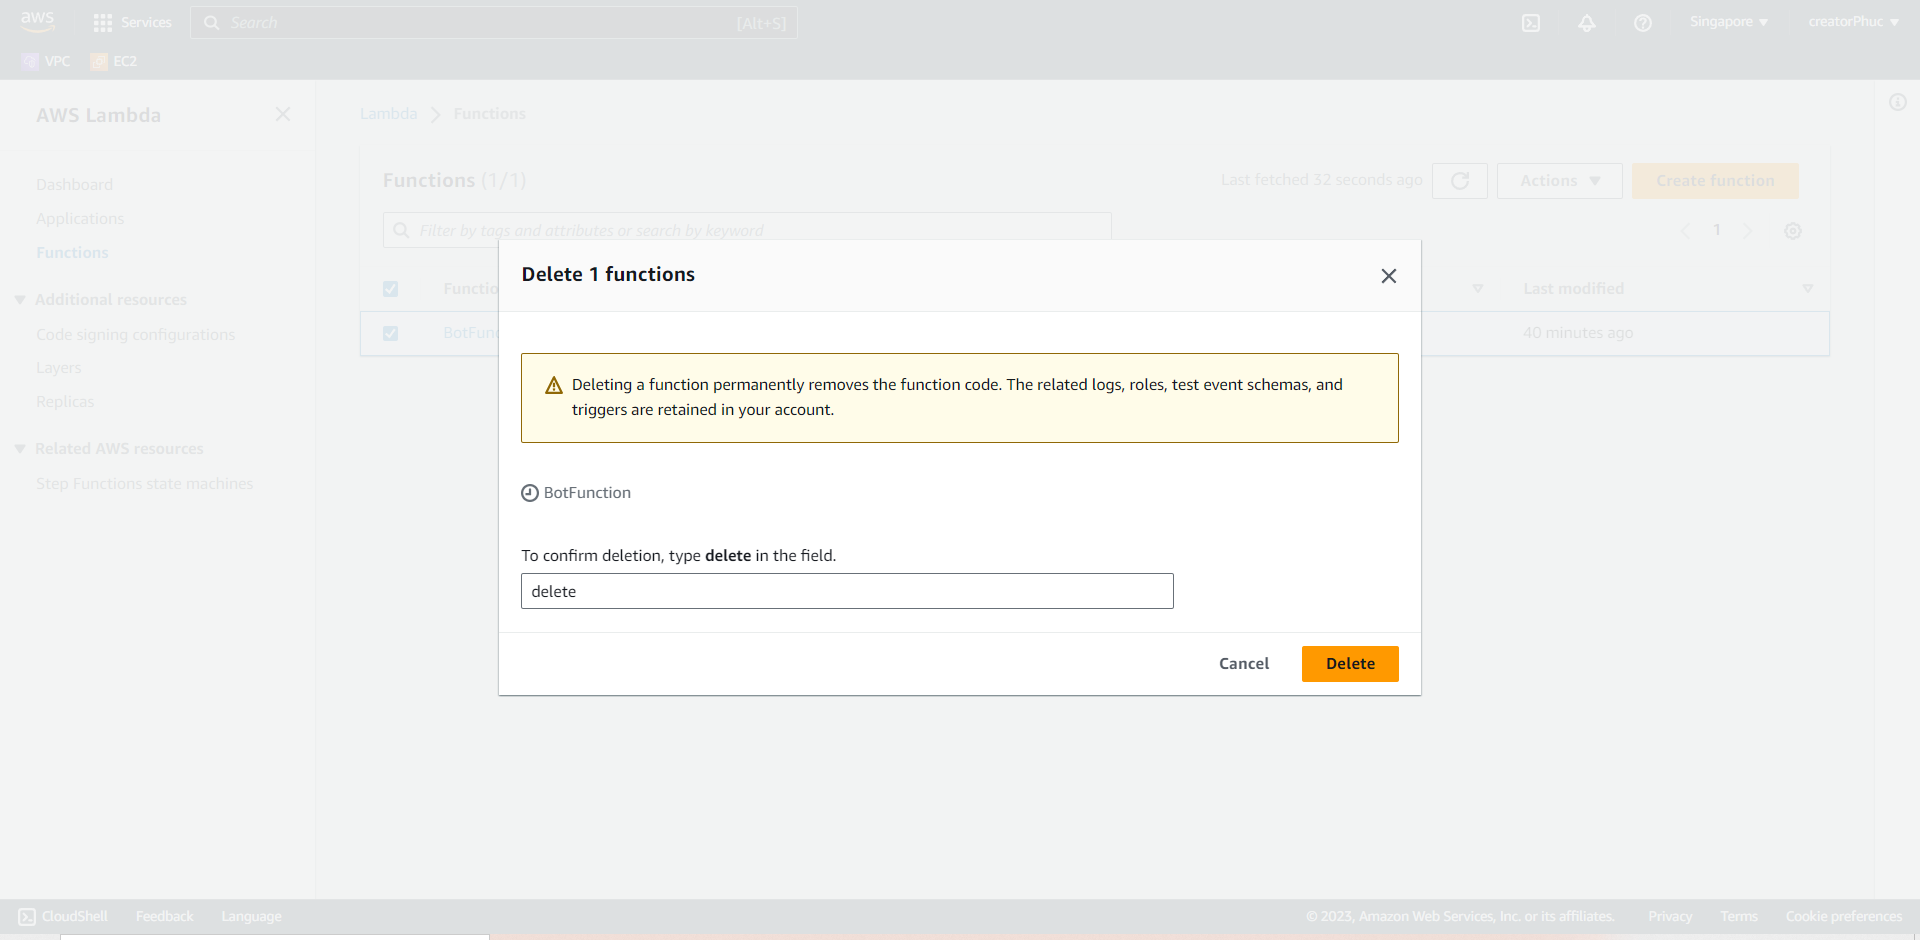 aws
Services
Search
[Alt+S]
Singapore
creatorPhuc
VPC
EC2
AWS Lambda
Dashboard
Applications
Functions
Additional resources
Code signing configurations
Layers
Replicas
Related AWS resources
Step Functions state machines
Lambda
Functions
Functions (1/1)
Last fetched 32 seconds ago
Actions
Create function
Filter by tags and attributes or search by keyword
1
Functio
Last modified
BotFunc
40 minutes ago
Delete 1 functions
Deleting a function permanently removes the function code. The related logs, roles, test event schemas, and
triggers are retained in your account.
BotFunction
To confirm deletion, type delete in the field.
delete
Cancel
Delete
CloudShell
Feedback
Language
© 2023, Amazon Web Services, Inc. or its affiliates.
Privacy
Terms
Cookie preferences